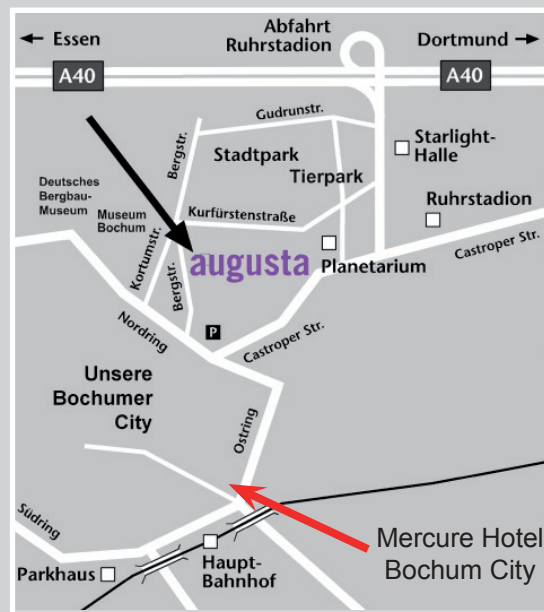 ← Essen
Abfahrt
Ruhrstadion
Dortmund →
A40
A40
Gudrunstr.
Bergstr.
Stadtpark
Tierpark
Starlight-
Halle
Deutsches
Bergbau-
Museum
Museum
Bochum
Kurfürstenstraße
Ruhrstadion
Kortumstr.
Bergstr.
augusta
Planetarium
Castroper Str.
Nordring
P
Castroper Str.
Unsere
Bochumer
City
Ostring
Südring
Parkhaus
Haupt-
Bahnhof
Mercure Hotel
Bochum City